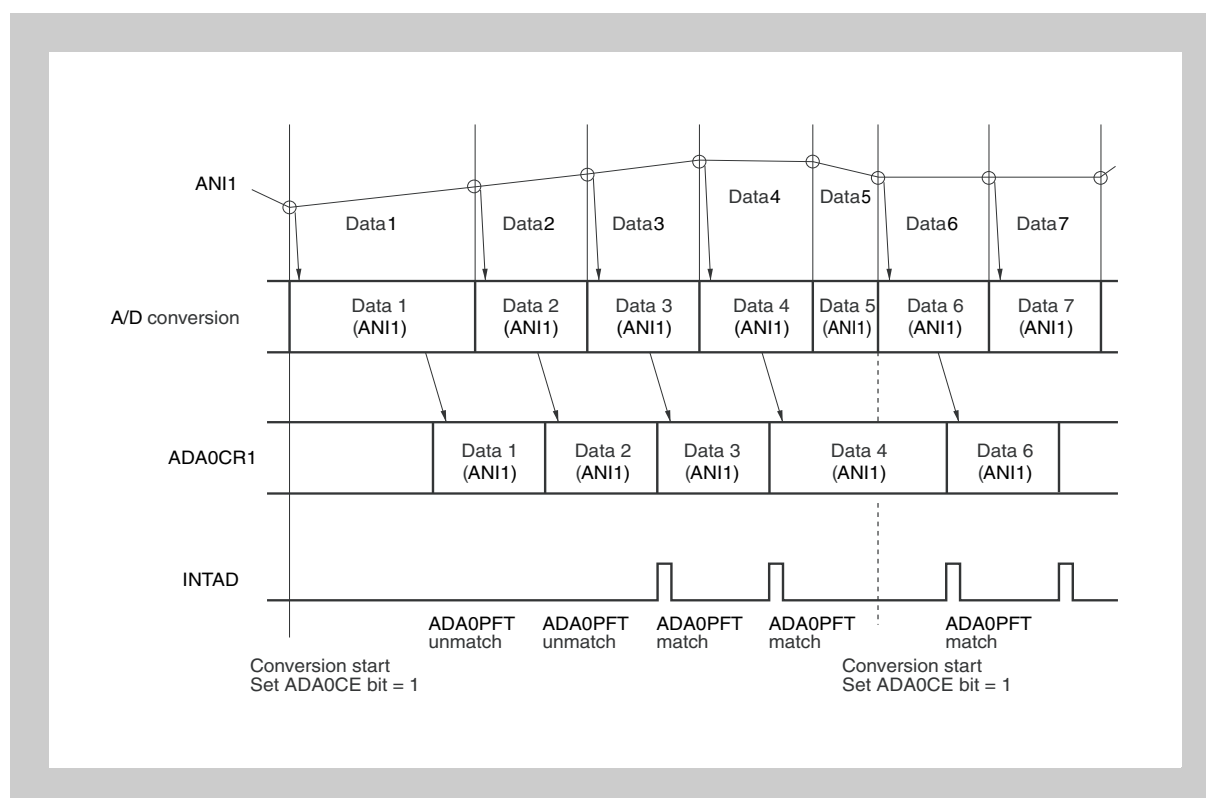 ANI1
Data1
Data2
Data3
Data4
Data5
Data6
Data7
A/D conversion
Data 1
(ANI1)
Data 2
(ANI1)
Data 3
(ANI1)
Data 4
(ANI1)
Data 5
(ANI1)
Data 6
(ANI1)
Data 7
(ANI1)
ADA0CR1
Data 1
(ANI1)
Data 2
(ANI1)
Data 3
(ANI1)
Data 4
(ANI1)
Data 6
(ANI1)
INTAD
ADA0PFT
unmatch
ADA0PFT
unmatch
ADA0PFT
match
ADA0PFT
match
ADA0PFT
match
Conversion start
Set ADA0CE bit = 1
Conversion start
Set ADA0CE bit = 1